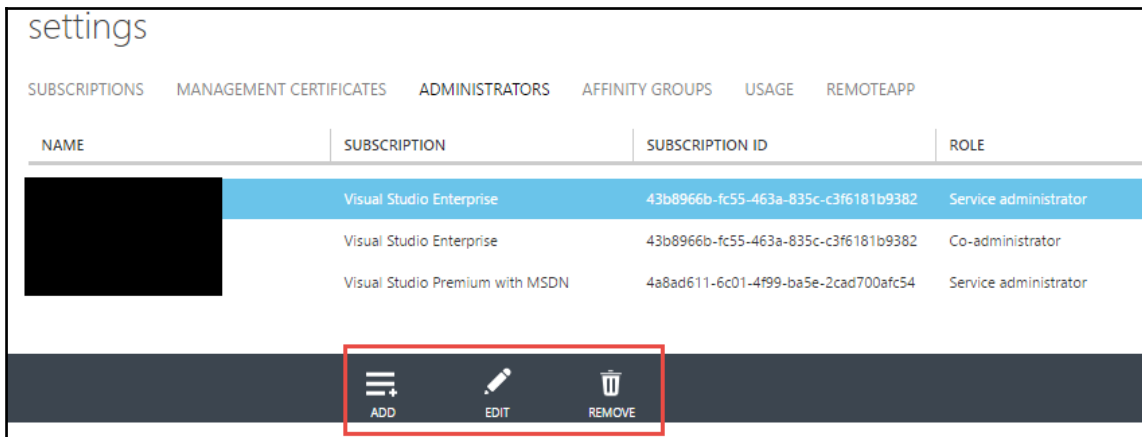 settings
SUBSCRIPTIONS MANAGEMENT CERTIFICATES ADMINISTRATORS AFFINITY GROUPS USAGE REMOTEAPP
NAME SUBSCRIPTION SUBSCRIPTION ID ROLE
Visual Studio Enterprise 43b8966b-fc55-463a-835c-c3f6181b9382 Service administrator
Visual Studio Enterprise 43b8966b-fc55-463a-835c-c3f6181b9382 Co-administrator
Visual Studio Premium with MSDN 4a8ad611-6c01-4f99-ba5e-2cad700afc54 Service administrator
ADD EDIT REMOVE